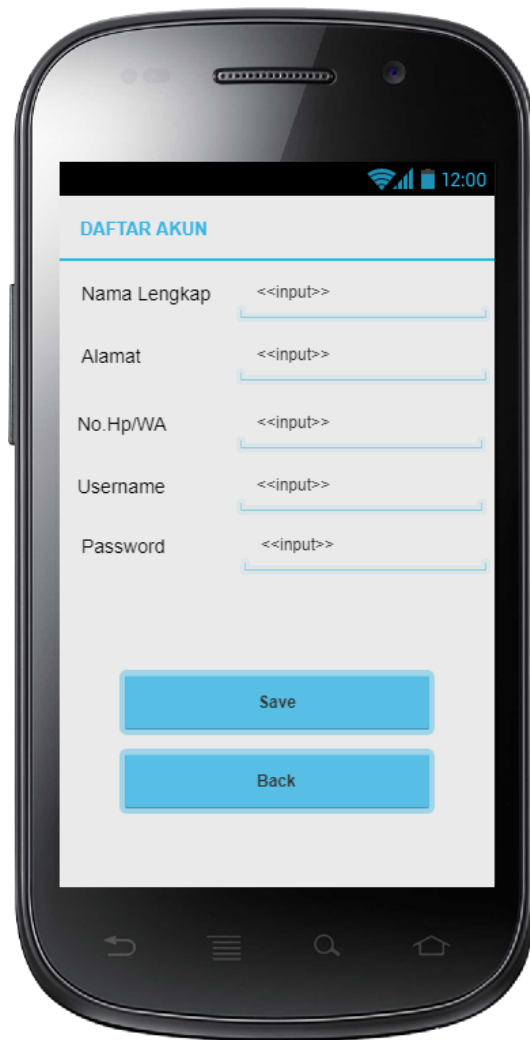 12:00
DAFTAR AKUN
Nama Lengkap <<input>>
Alamat <<input>>
No.Hp/WA <<input>>
Username <<input>>
Password <<input>>
Save
Back